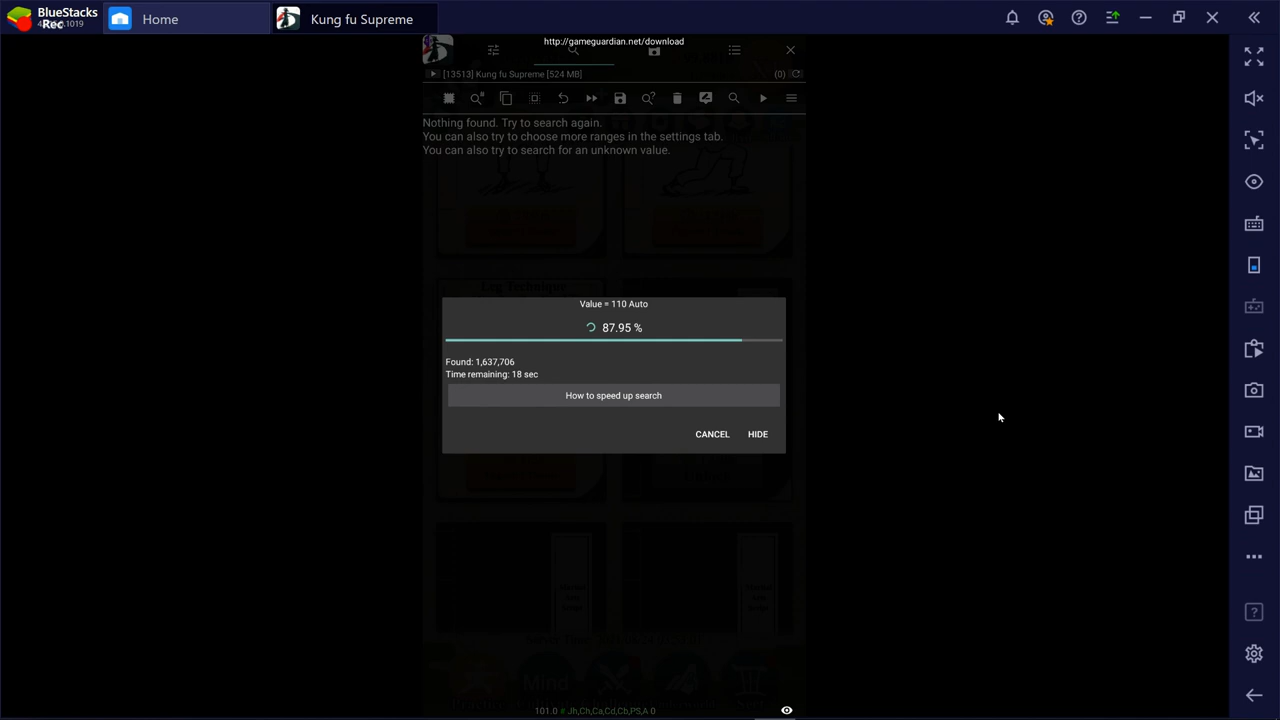 BlueStacks
Rec
Home
Kung fu Supreme
http://gameguardian.net/download
[13513] Kung fu Supreme [524 MB]
(0)
Nothing found. Try to search again.
You can also try to choose more ranges in the settings tab.
You can also try to search for an unknown value.
Leg Technique
Value = 110 Auto
87.95 %
Found: 1,637,706
Time remaining: 18 sec
How to speed up search
CANCEL HIDE
Mind
101.0 # Jh,Ch,Ca,Cd,Cb,PS,A 0